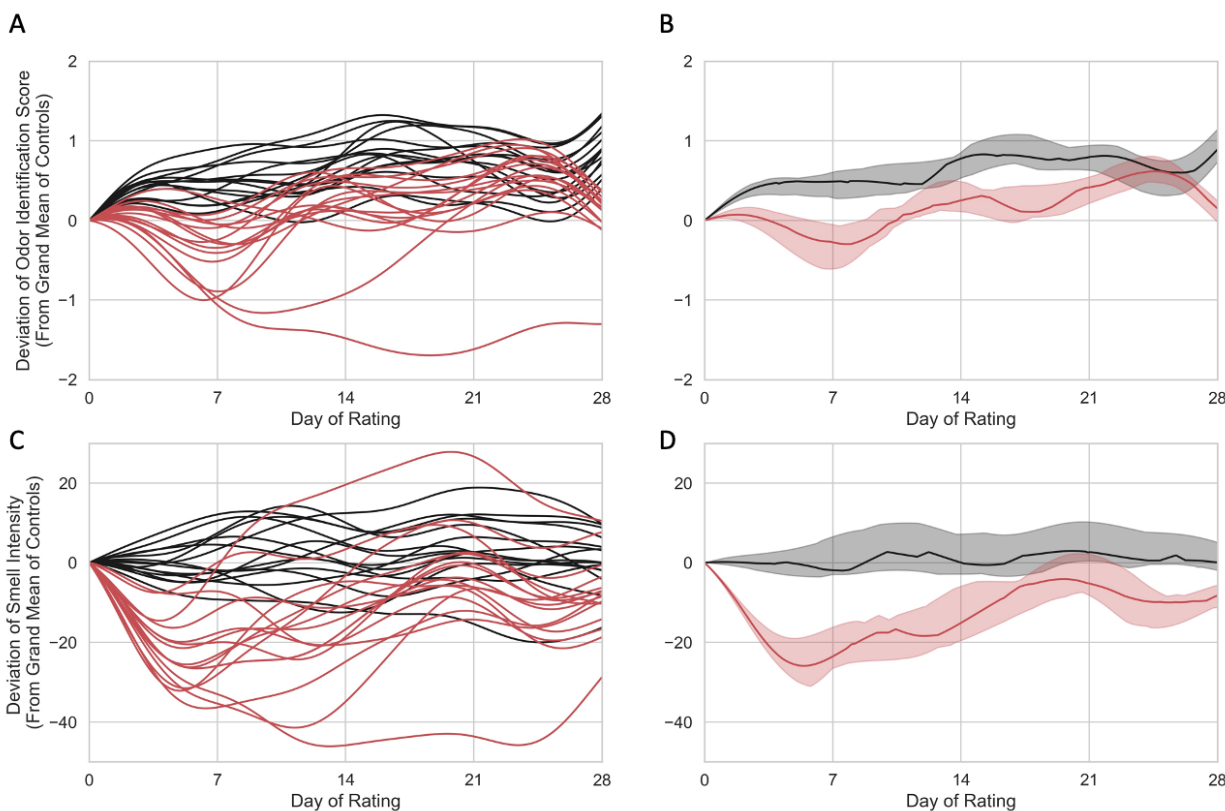 A
B
Deviation of Odor Identification Score
(From Grand Mean of Controls)
2
1
0
−1
−2
0 7 14 21 28
Day of Rating
2
1
0
−1
−2
0 7 14 21 28
Day of Rating
C
D
Deviation of Smell Intensity
(From Grand Mean of Controls)
20
0
−20
−40
0 7 14 21 28
Day of Rating
20
0
−20
−40
0 7 14 21 28
Day of Rating